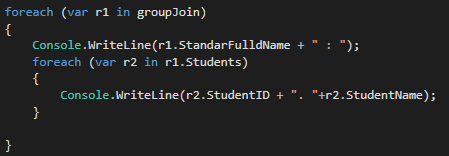 foreach (var r1 in groupJoin)
{
Console.WriteLine(r1.StandarFulldName + " : ");
foreach (var r2 in r1.Students)
{
Console.WriteLine(r2.StudentID + ". "+r2.StudentName);
}
}